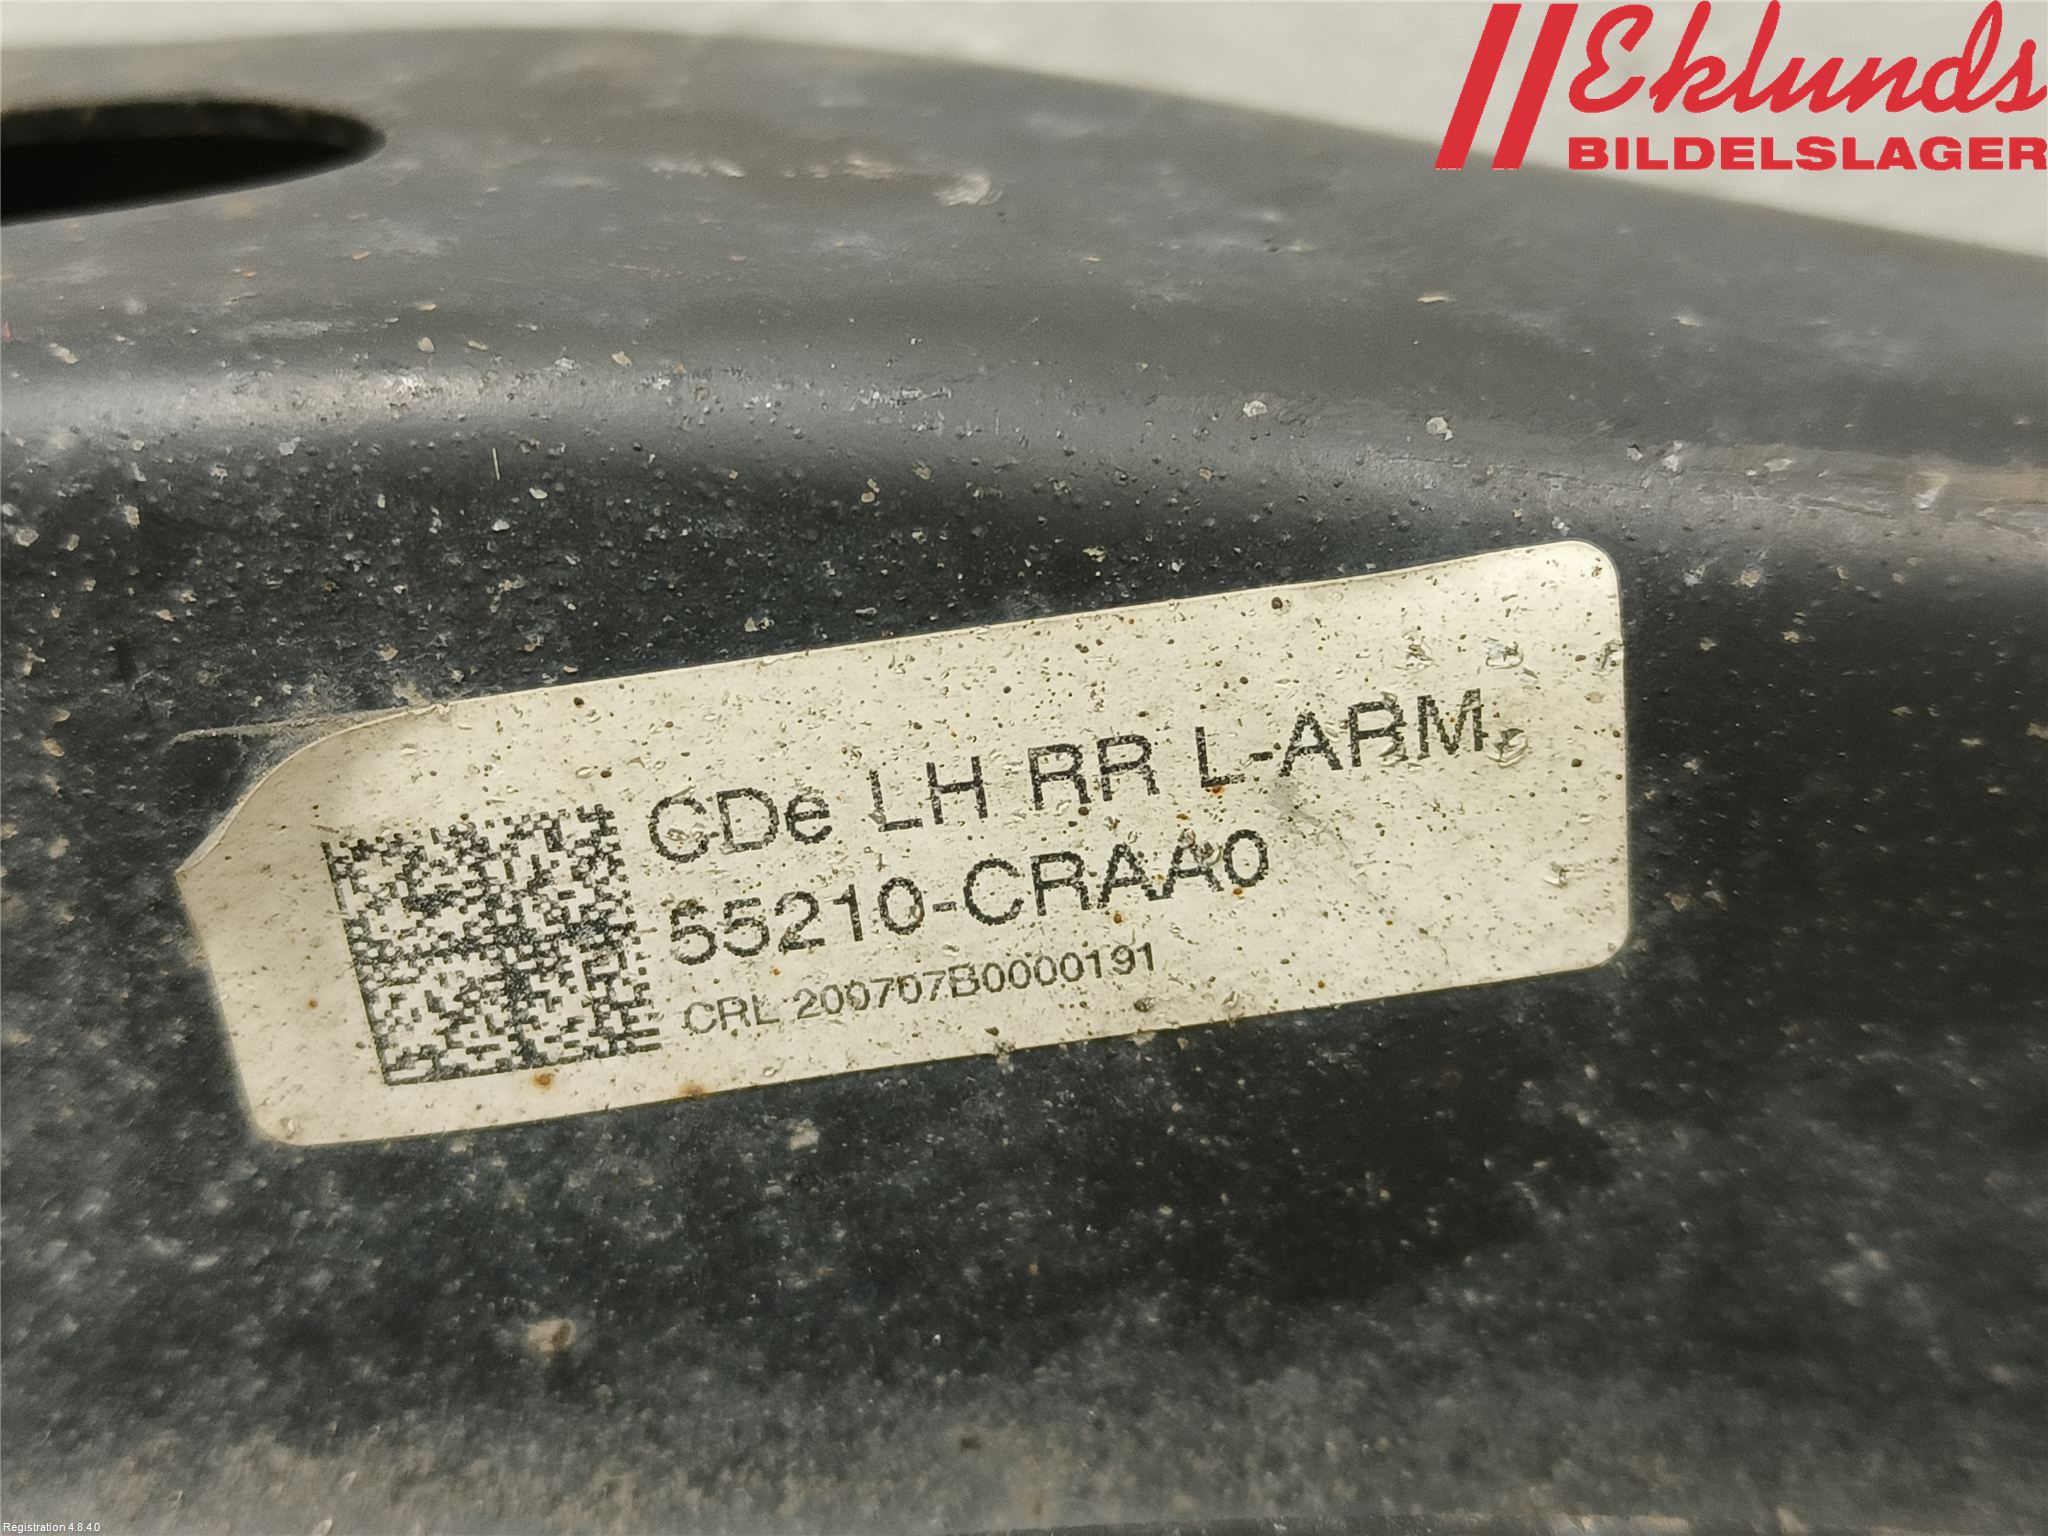 Eklunds
BILDELSLAGER
CDe LH RR L-ARM
55210-CRAA0
CRL 200707B0000191
Registration 4.8.4.0